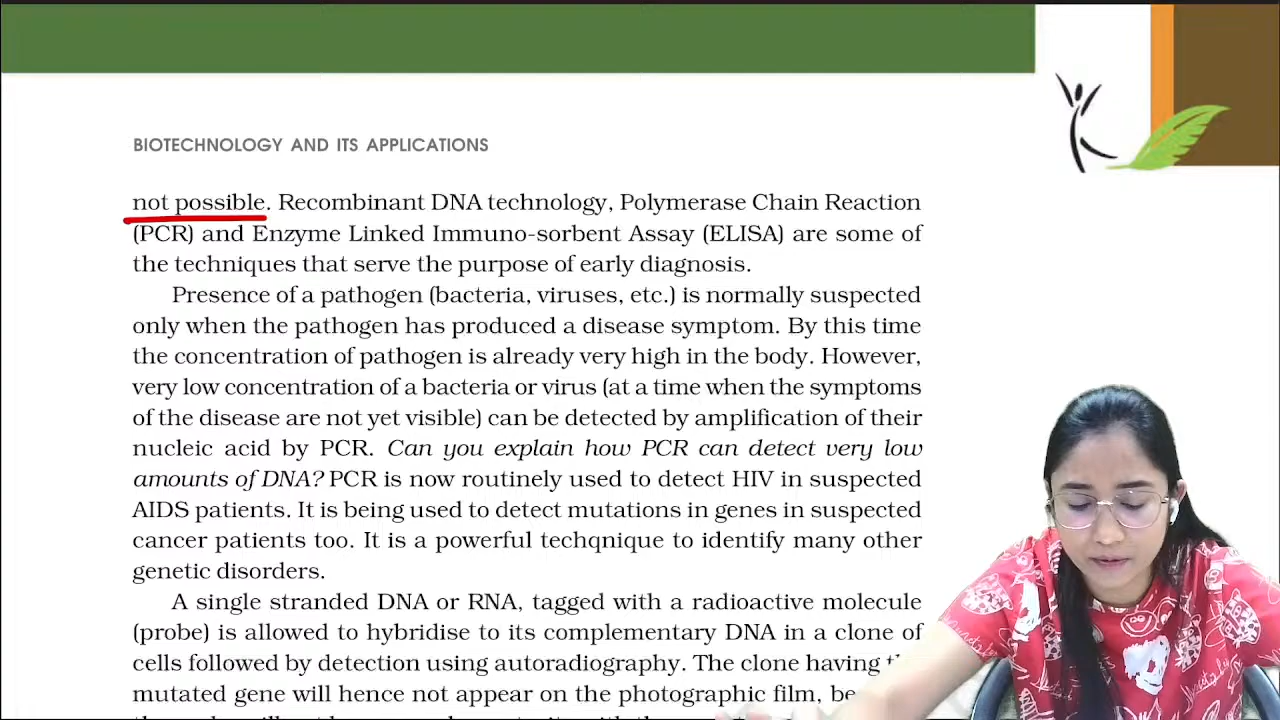 BIOTECHNOLOGY AND ITS APPLICATIONS
not possible. Recombinant DNA technology, Polymerase Chain Reaction
(PCR) and Enzyme Linked Immuno-sorbent Assay (ELISA) are some of
the techniques that serve the purpose of early diagnosis.
Presence of a pathogen (bacteria, viruses, etc.) is normally suspected
only when the pathogen has produced a disease symptom. By this time
the concentration of pathogen is already very high in the body. However,
very low concentration of a bacteria or virus (at a time when the symptoms
of the disease are not yet visible) can be detected by amplification of their
nucleic acid by PCR. Can you explain how PCR can detect very low
amounts of DNA? PCR is now routinely used to detect HIV in suspected
AIDS patients. It is being used to detect mutations in genes in suspected
cancer patients too. It is a powerful techqnique to identify many other
genetic disorders.
A single stranded DNA or RNA, tagged with a radioactive molecule
(probe) is allowed to hybridise to its complementary DNA in a clone of
cells followed by detection using autoradiography. The clone having
mutated gene will hence not appear on the photographic film,